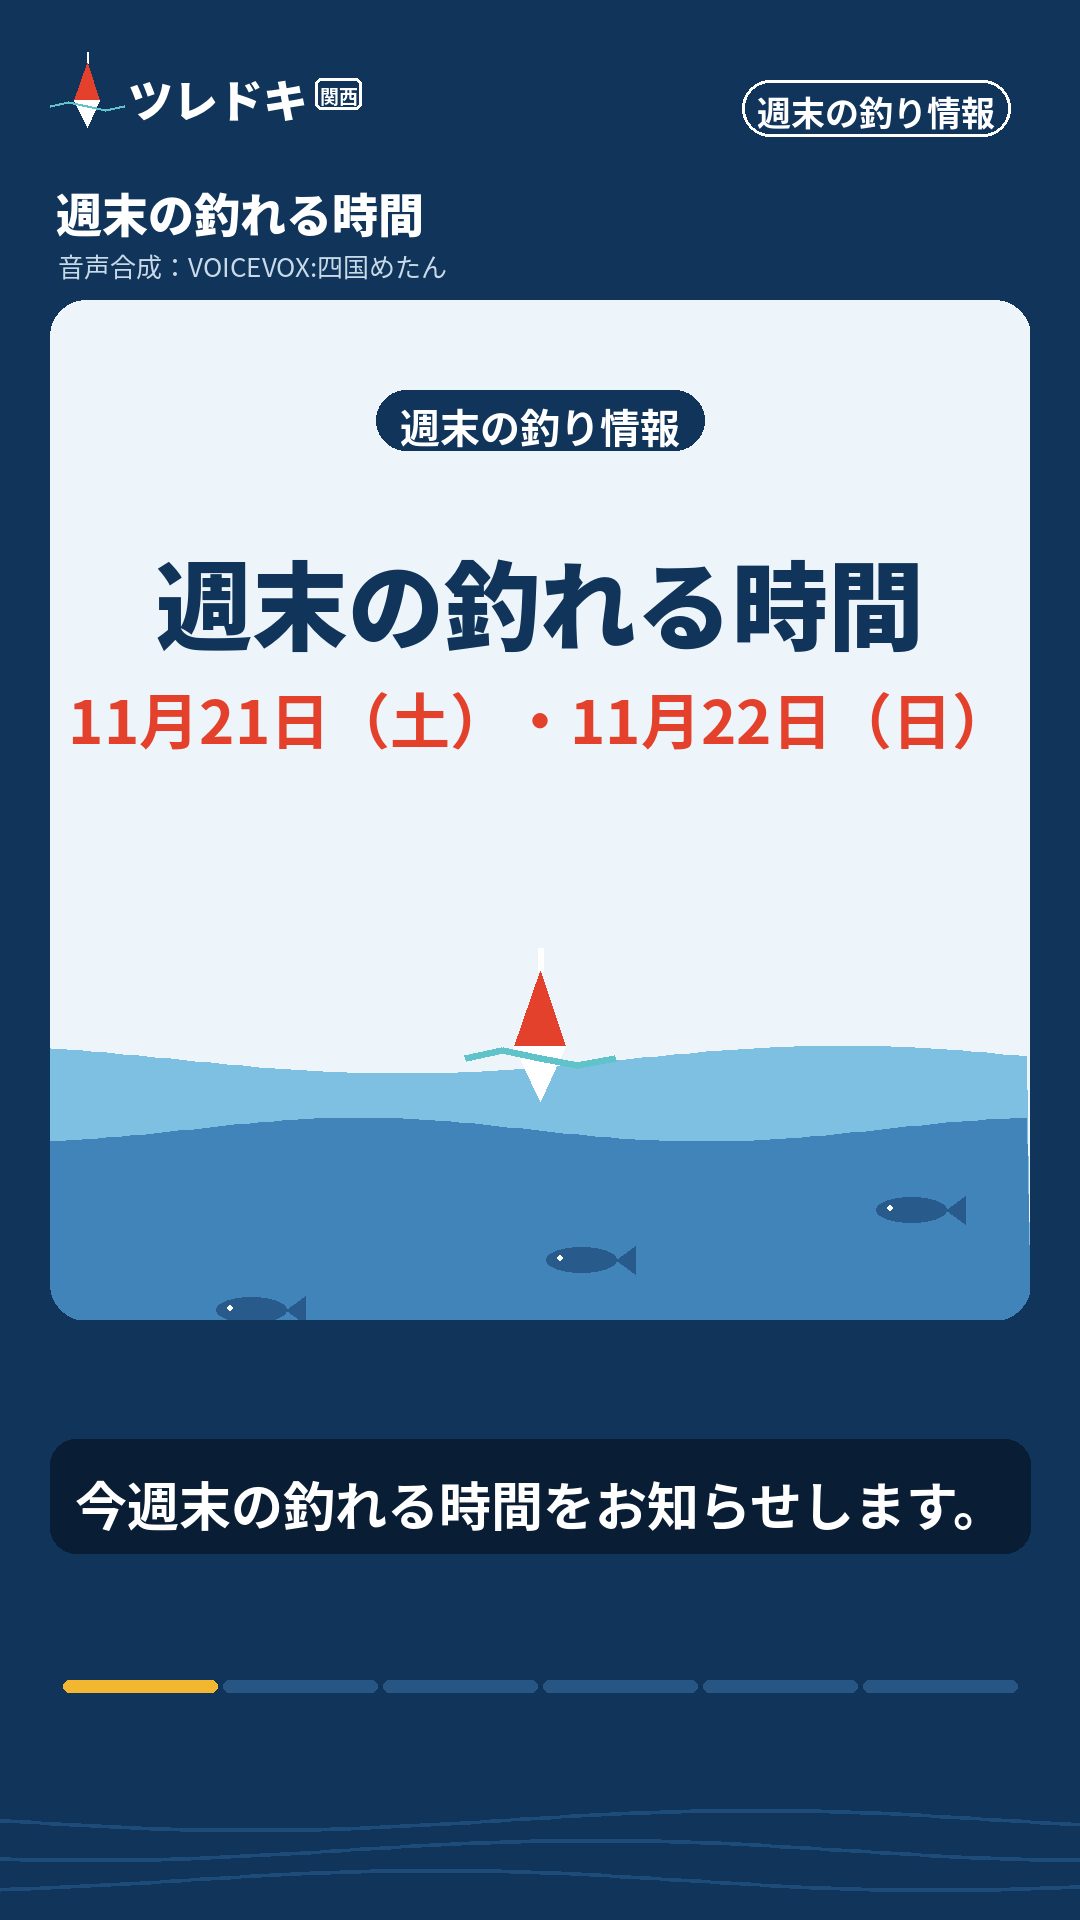 ツレドキ 関西
週末の釣り情報
週末の釣れる時間
音声合成：VOICEVOX:四国めたん
週末の釣り情報
週末の釣れる時間
11月21日（土）・11月22日（日）
今週末の釣れる時間をお知らせします。